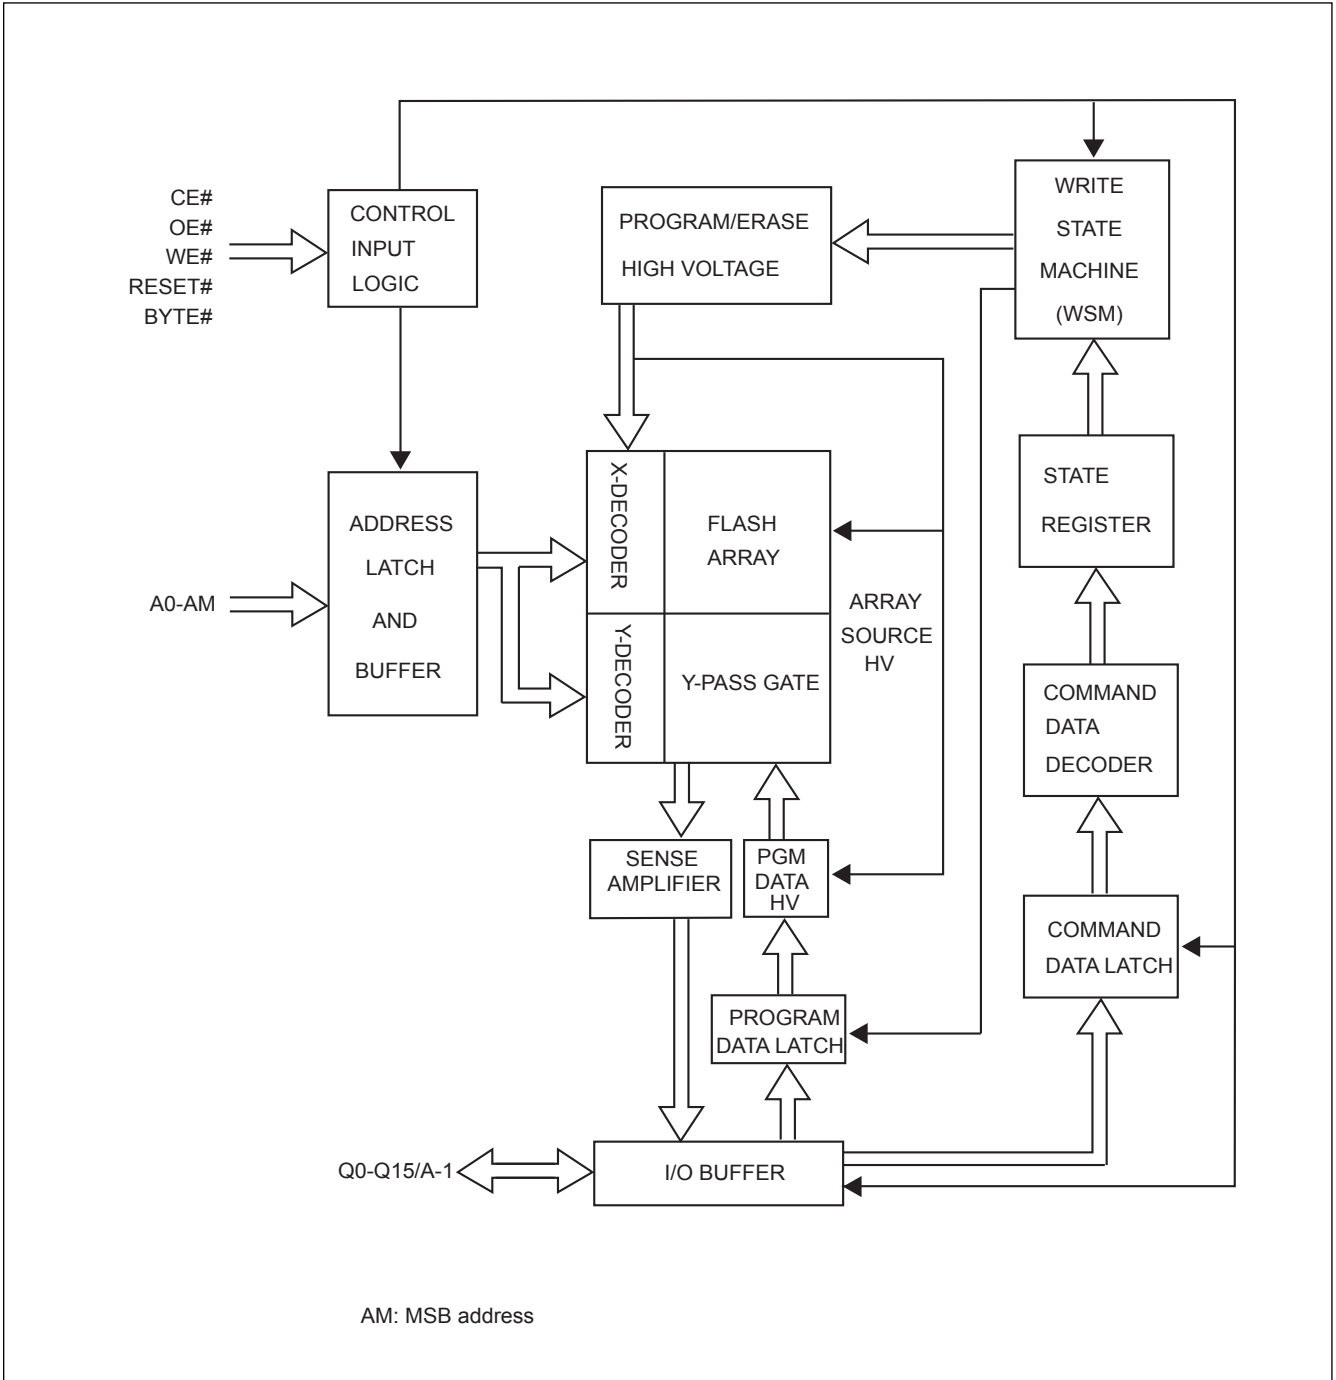 CE#
OE#
WE#
RESET#
BYTE#
CONTROL
INPUT
LOGIC
PROGRAM/ERASE
HIGH VOLTAGE
WRITE
STATE
MACHINE
(WSM)
STATE
REGISTER
A0-AM
ADDRESS
LATCH
AND
BUFFER
X-DECODER
FLASH
ARRAY
Y-DECODER
Y-PASS GATE
ARRAY
SOURCE
HV
COMMAND
DATA
DECODER
SENSE
AMPLIFIER
PGM
DATA
HV
COMMAND
DATA LATCH
PROGRAM
DATA LATCH
Q0-Q15/A-1
I/O BUFFER
AM: MSB address